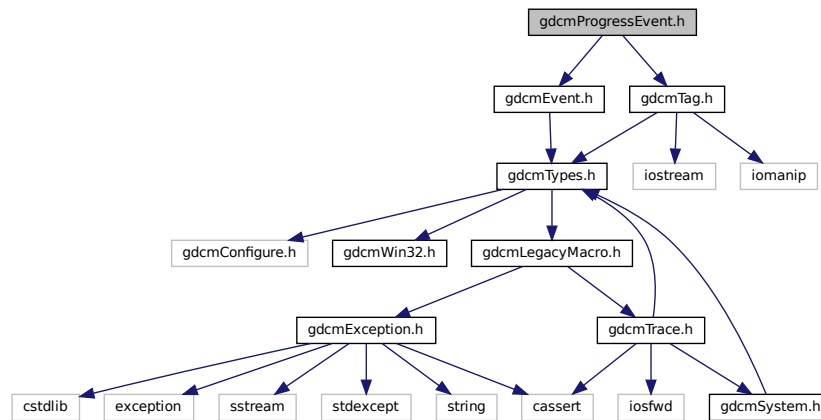 gdcmProgressEvent.h
gdcmEvent.h
gdcmTag.h
gdcmTypes.h
iostream
iomanip
gdcmConfigure.h
gdcmWin32.h
gdcmLegacyMacro.h
gdcmException.h
gdcmTrace.h
cstdlib
exception
sstream
stdexcept
string
cassert
iosfwd
gdcmSystem.h